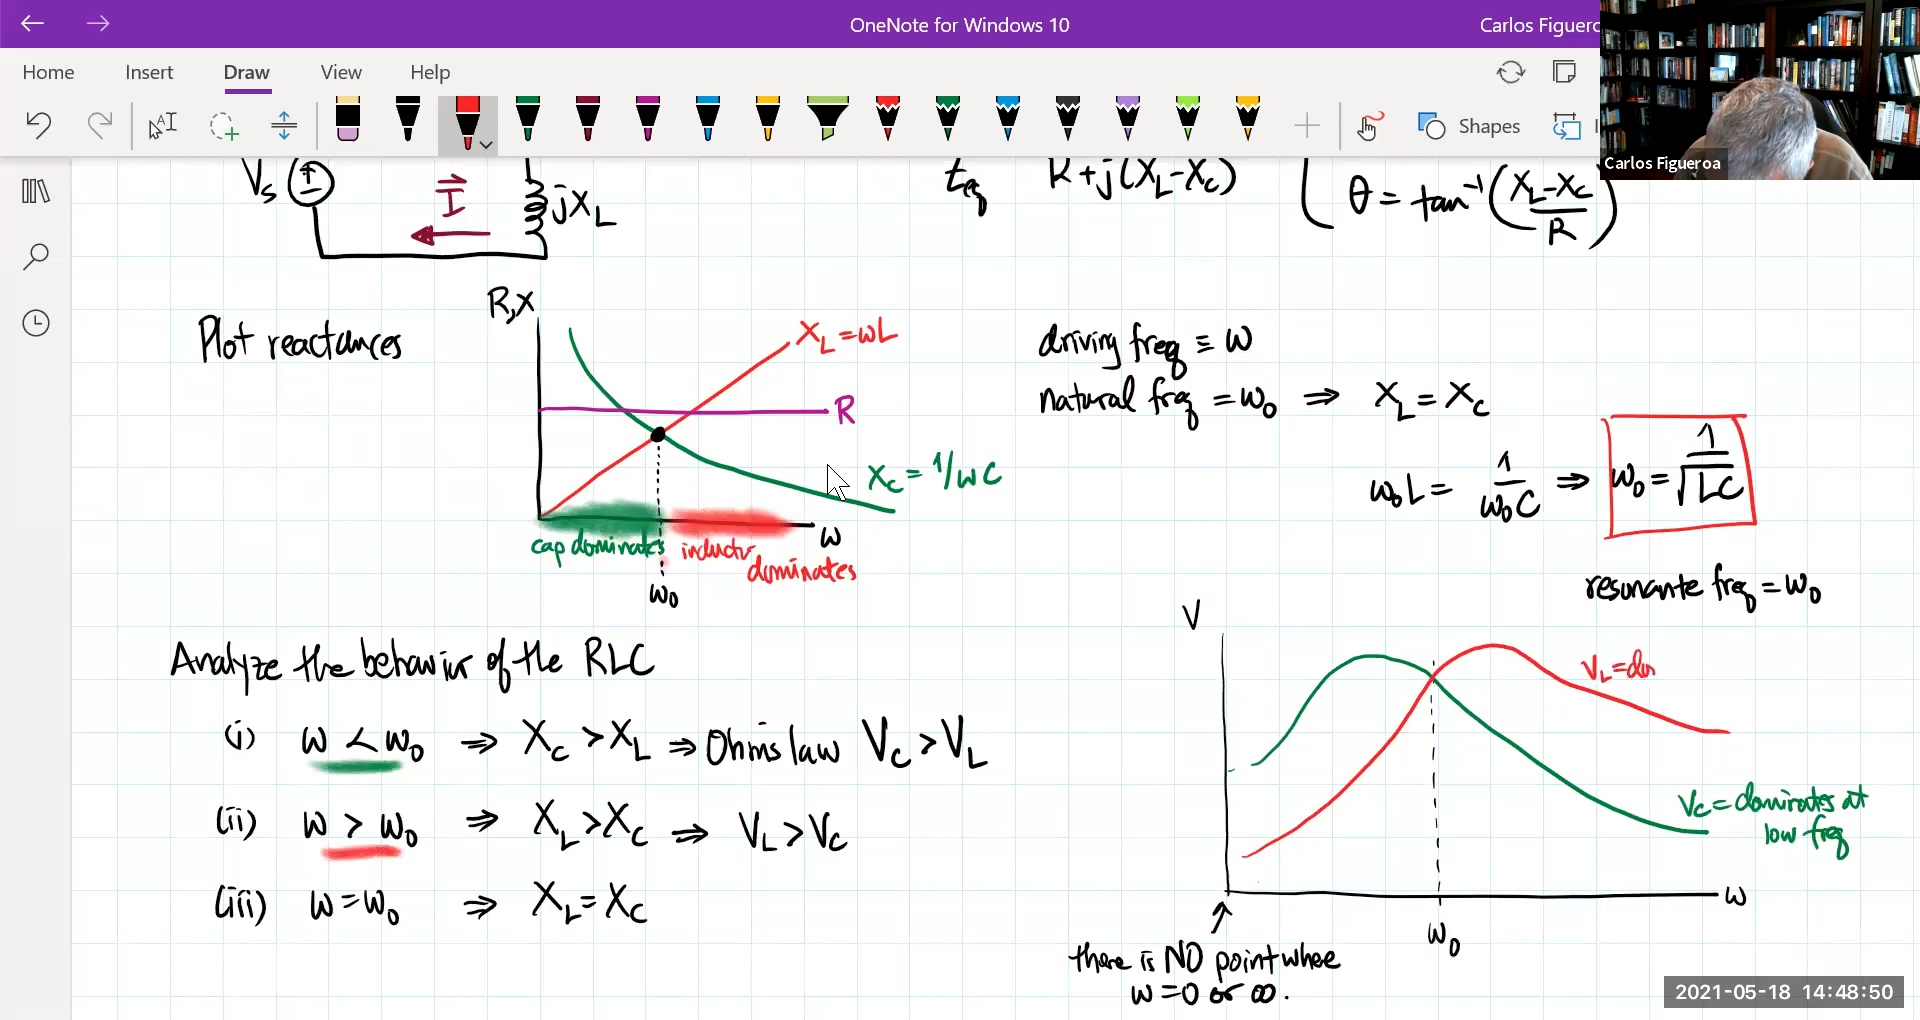 OneNote for Windows 10
Carlos Figuero
Home Insert Draw View Help
Shapes
Carlos Figueroa
Vs
I
jXL
R+j(XL-Xc)
θ = tan⁻¹(XL-Xc/R)
Plot reactances
R,X
XL=ωL
R
Xc = 1/ωC
ω
cap dominates
dominates
ω0
driving freq ≡ ω
natural freq = ω0 ⇒ XL = Xc
ω0L = 1/ω0C ⇒ ω0 = 1/√LC
resonante freq = ω0
Analyze the behavior of the RLC
(i) ω < ω0 ⇒ Xc > XL ⇒ Ohm's law Vc > VL
(ii) ω > ω0 ⇒ XL > Xc ⇒ VL > Vc
(iii) ω = ω0 ⇒ XL = Xc
V
VL = dom
Vc = dominates at
low freq
ω
ω0
there is NO point where
ω = 0 or ∞.
2021-05-18 14:48:50